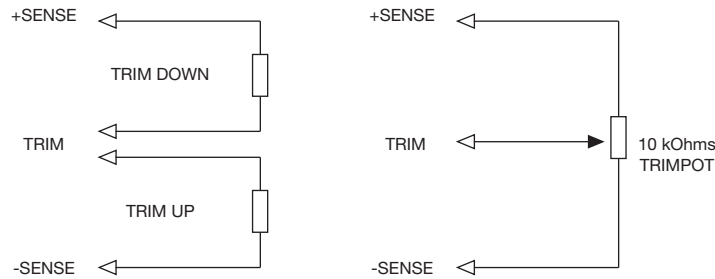 +SENSE
TRIM DOWN
TRIM
TRIM UP
-SENSE
+SENSE
TRIM
10 kOhms
TRIMPOT
-SENSE